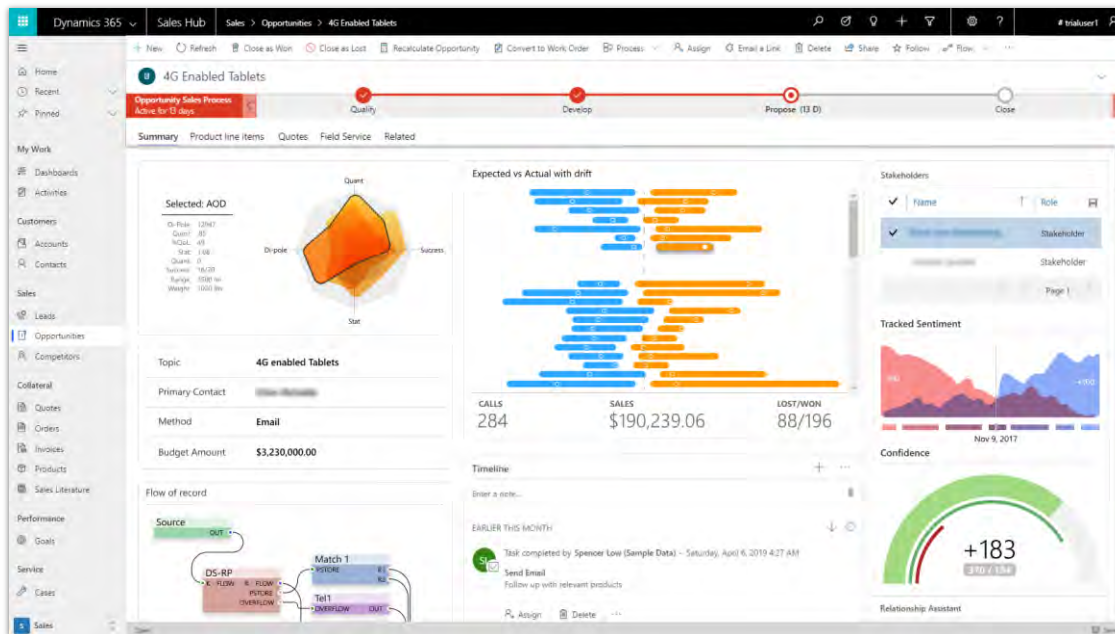 Dynamics 365
Sales Hub
Sales > Opportunities > 4G Enabled Tablets
# trialuser1
New
Refresh
Close as Won
Close as Lost
Recalculate Opportunity
Convert to Work Order
Process
Assign
Email a Link
Delete
Share
Follow
Flow
Home
Recent
Pinned
My Work
Dashboards
Activities
Customers
Accounts
Contacts
Sales
Leads
Opportunities
Competitors
Collateral
Quotes
Orders
Invoices
Products
Sales Literature
Performance
Goals
Service
Cases
S Sales
4G Enabled Tablets
Opportunity Sales Process
Active for 13 days
Qualify
Develop
Propose (13 D)
Close
Summary
Product line items
Quotes
Field Service
Related
Selected: AOD
Quant
Success
Stat
Di-pole
Topic 4G enabled Tablets
Primary Contact
Method Email
Budget Amount $3,230,000.00
Flow of record
Source
OUT
DS-RP
FLOW
R FLOW
PSTORE
OVERFLOW
Match 1
PSTORE
Tel1
OVERFLOW
OUT
Expected vs Actual with drift
CALLS
284
SALES
$190,239.06
LOST/WON
88/196
Timeline
Enter a note...
EARLIER THIS MONTH
Task completed by Spencer Low (Sample Data) - Saturday, April 6, 2019 4:27 AM
Send Email
Follow up with relevant products
Assign
Delete
Stakeholders
Name
Role
Stakeholder
Stakeholder
Page 1
Tracked Sentiment
+100
Nov 9, 2017
Confidence
+183
Relationship Assistant